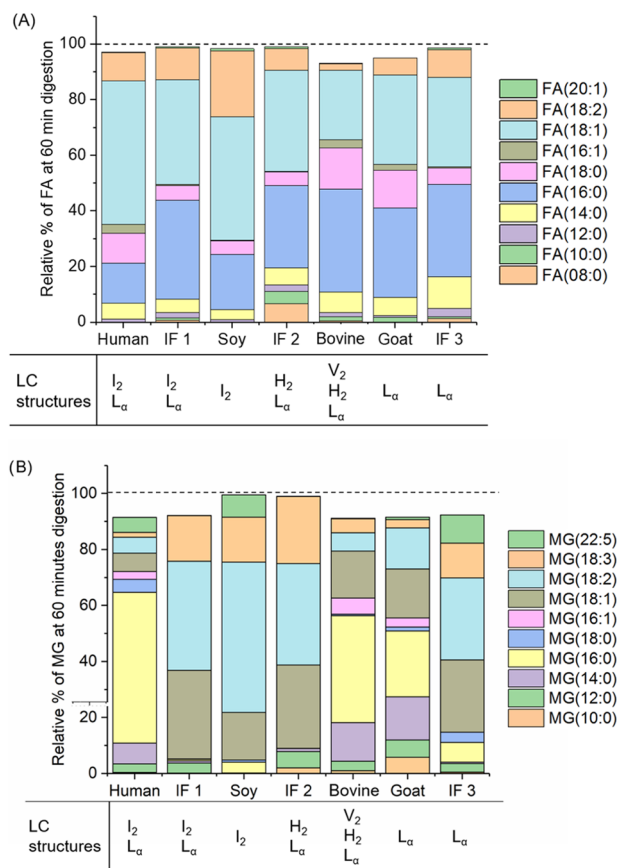 (A)
Relative % of FA at 60 min digestion
100
80
60
40
20
0
Human IF 1 Soy IF 2 Bovine Goat IF 3
FA(20:1)
FA(18:2)
FA(18:1)
FA(16:1)
FA(18:0)
FA(16:0)
FA(14:0)
FA(12:0)
FA(10:0)
FA(08:0)
LC structures
I₂ Lα
I₂ Lα
I₂
H₂ Lα
V₂ H₂ Lα
Lα
Lα
(B)
Relative % of MG at 60 minutes digestion
100
80
60
40
20
0
Human IF 1 Soy IF 2 Bovine Goat IF 3
MG(22:5)
MG(18:3)
MG(18:2)
MG(18:1)
MG(16:1)
MG(18:0)
MG(16:0)
MG(14:0)
MG(12:0)
MG(10:0)
LC structures
I₂ Lα
I₂ Lα
I₂
H₂ Lα
V₂ H₂ Lα
Lα
Lα